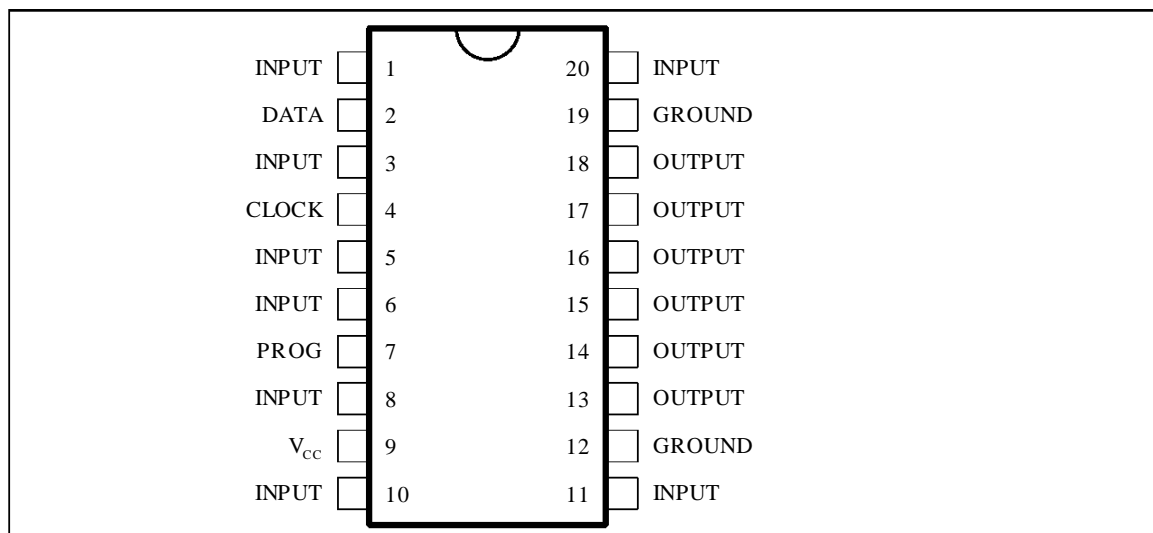 INPUT 1 20 INPUT
DATA 2 19 GROUND
INPUT 3 18 OUTPUT
CLOCK 4 17 OUTPUT
INPUT 5 16 OUTPUT
INPUT 6 15 OUTPUT
PROG 7 14 OUTPUT
INPUT 8 13 OUTPUT
VCC 9 12 GROUND
INPUT 10 11 INPUT